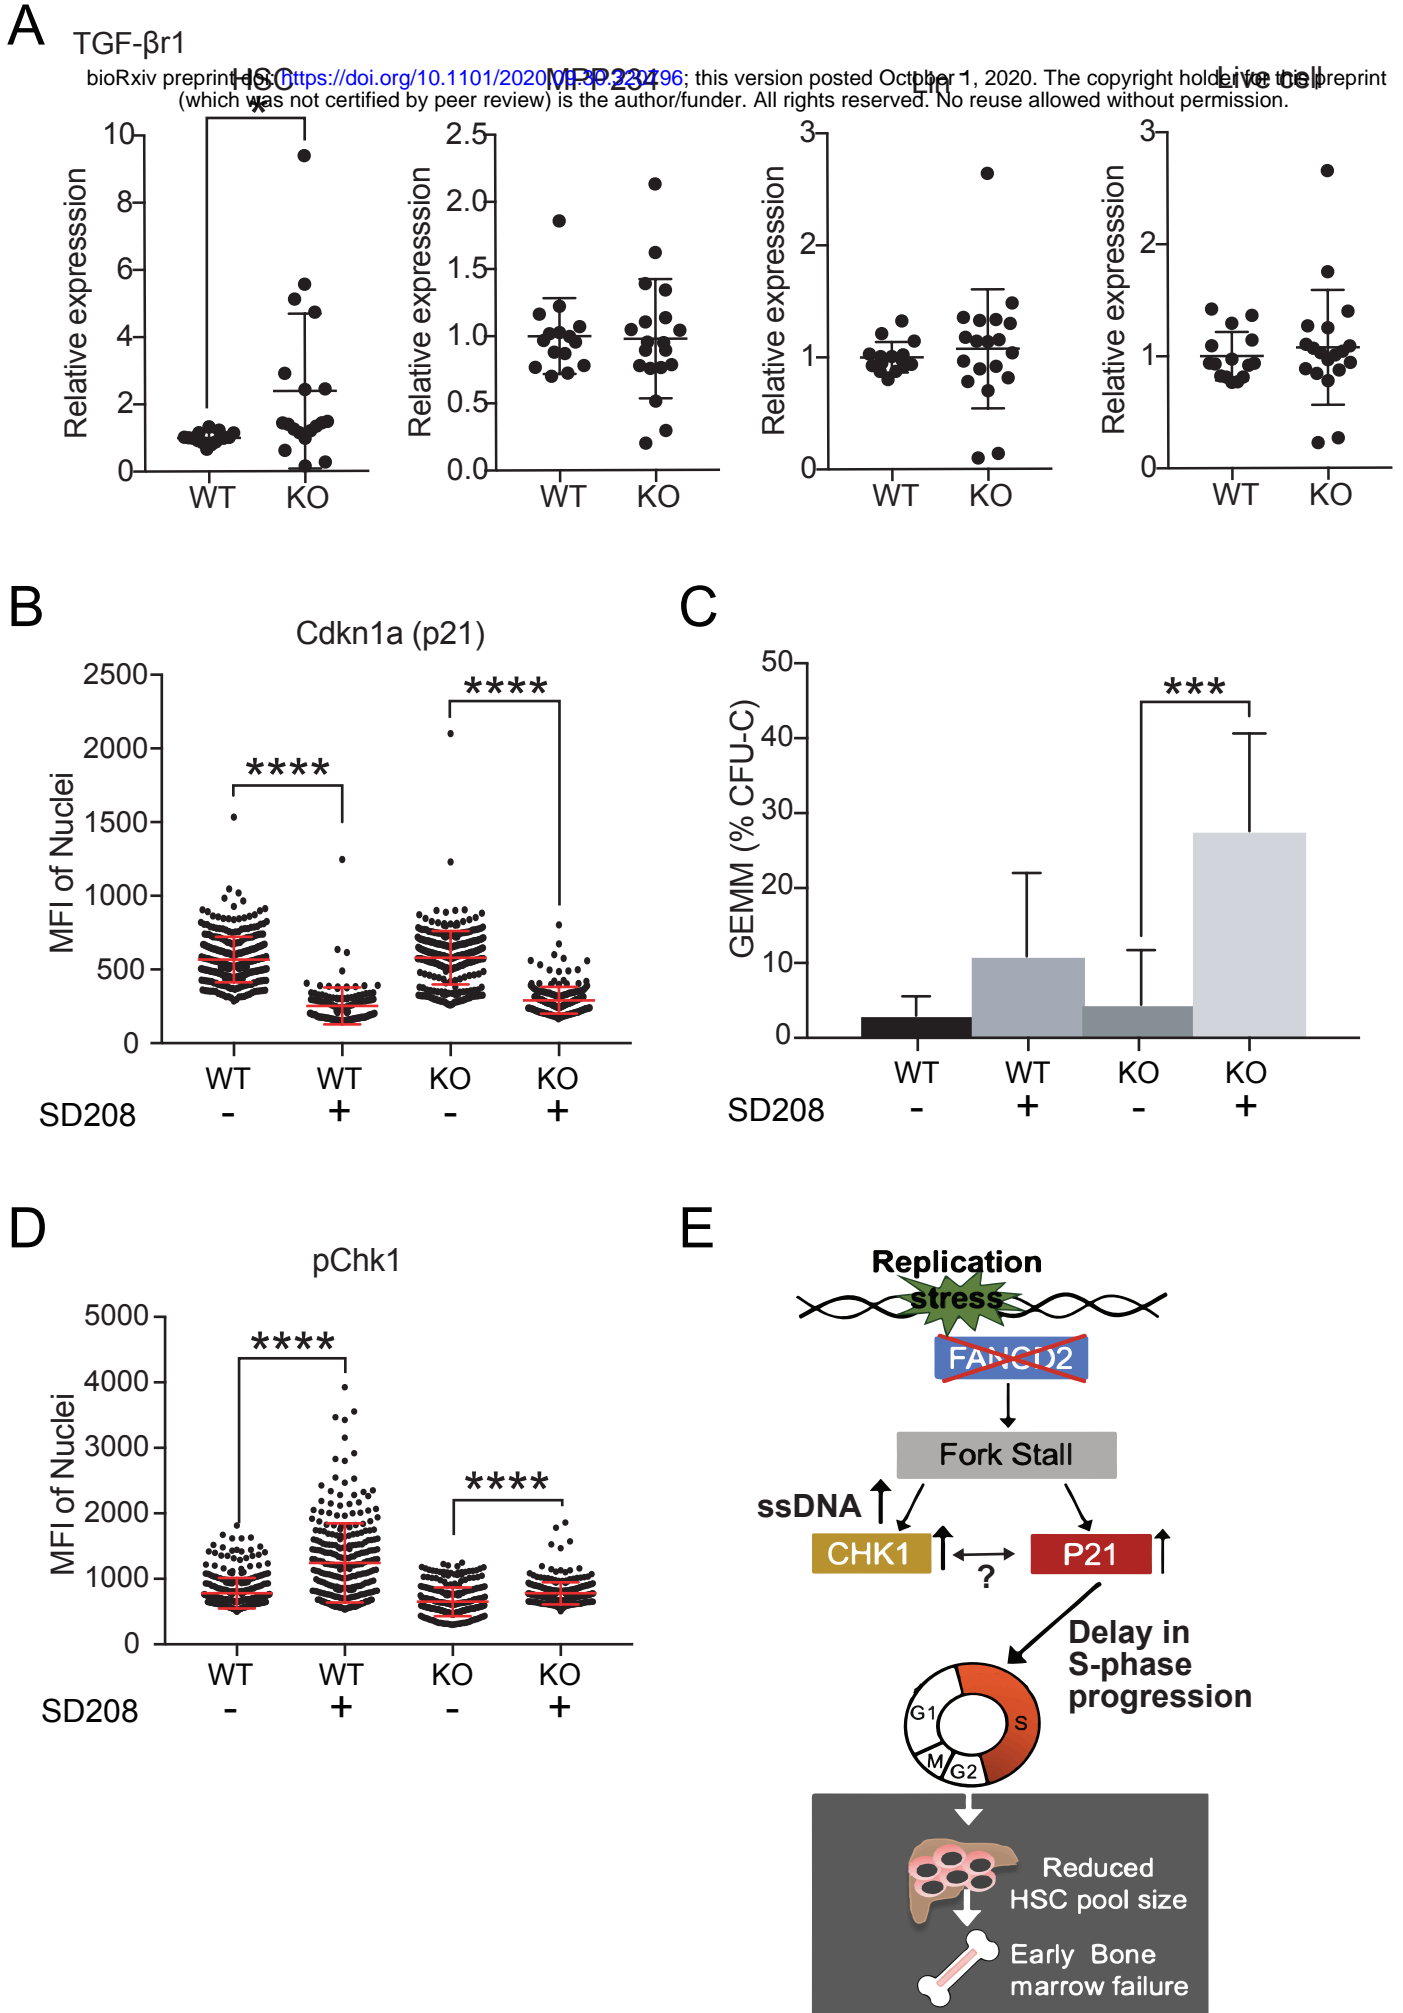 A
TGF-βr1
bioRxiv preprint doi: https://doi.org/10.1101/2020.09.30.320796; this version posted October 1, 2020. The copyright holder for this preprint
(which was not certified by peer review) is the author/funder. All rights reserved. No reuse allowed without permission.
HSC
MPP234
Lin⁻
Live cell
*
Relative expresssion
10
8
6
4
2
0
WT KO
Relative expresssion
2.5
2.0
1.5
1.0
0.5
0.0
WT KO
Relative expresssion
3
2
1
0
WT KO
Relative expresssion
3
2
1
0
WT KO
B
Cdkn1a (p21)
MFI of Nuclei
2500
2000
1500
1000
500
0
****
****
WT WT KO KO
SD208 - + - +
C
GEMM (% CFU-C)
50
40
30
20
10
0
***
WT WT KO KO
SD208 - + - +
D
pChk1
MFI of Nuclei
5000
4000
3000
2000
1000
0
****
****
WT WT KO KO
SD208 - + - +
E
Replication
stress
FANCD2
Fork Stall
ssDNA
CHK1
?
P21
Delay in
S-phase
progression
G1
S
M
G2
Reduced
HSC pool size
Early Bone
marrow failure